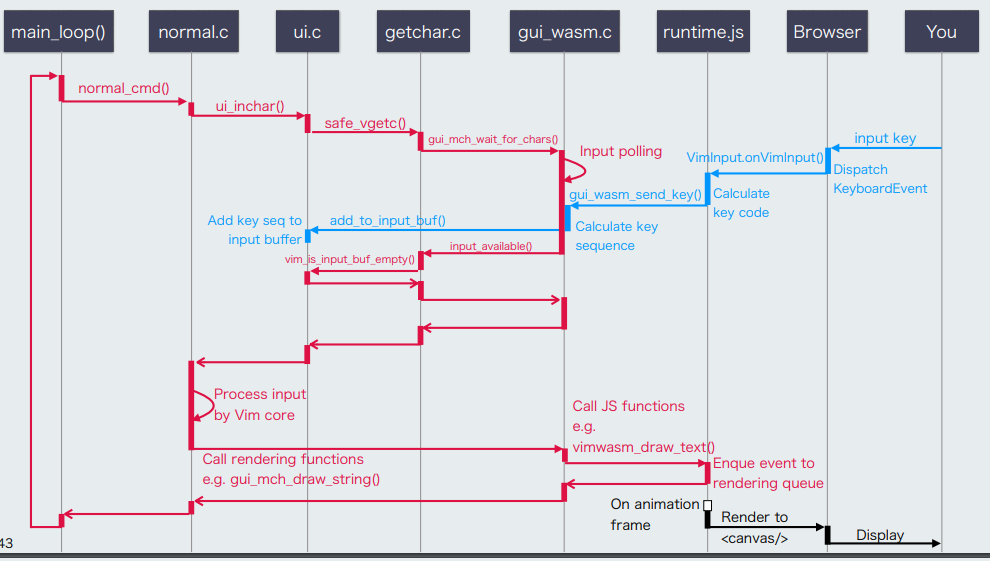 main_loop()
normal.c
ui.c
getchar.c
gui_wasm.c
runtime.js
Browser
You
normal_cmd()
ui_inchar()
safe_vgetc()
gui_mch_wait_for_chars()
Input polling
input key
VimInput.onVimInput()
Dispatch
KeyboardEvent
gui_wasm_send_key()
Calculate
key code
Add key seq to
input buffer
add_to_input_buf()
Calculate key
sequence
input_available()
vim_is_input_buf_empty()
Process input
by Vim core
Call JS functions
e.g.
vimwasm_draw_text()
Call rendering functions
e.g. gui_mch_draw_string()
Enque event to
rendering queue
On animation
frame
Render to
<canvas/>
Display
43